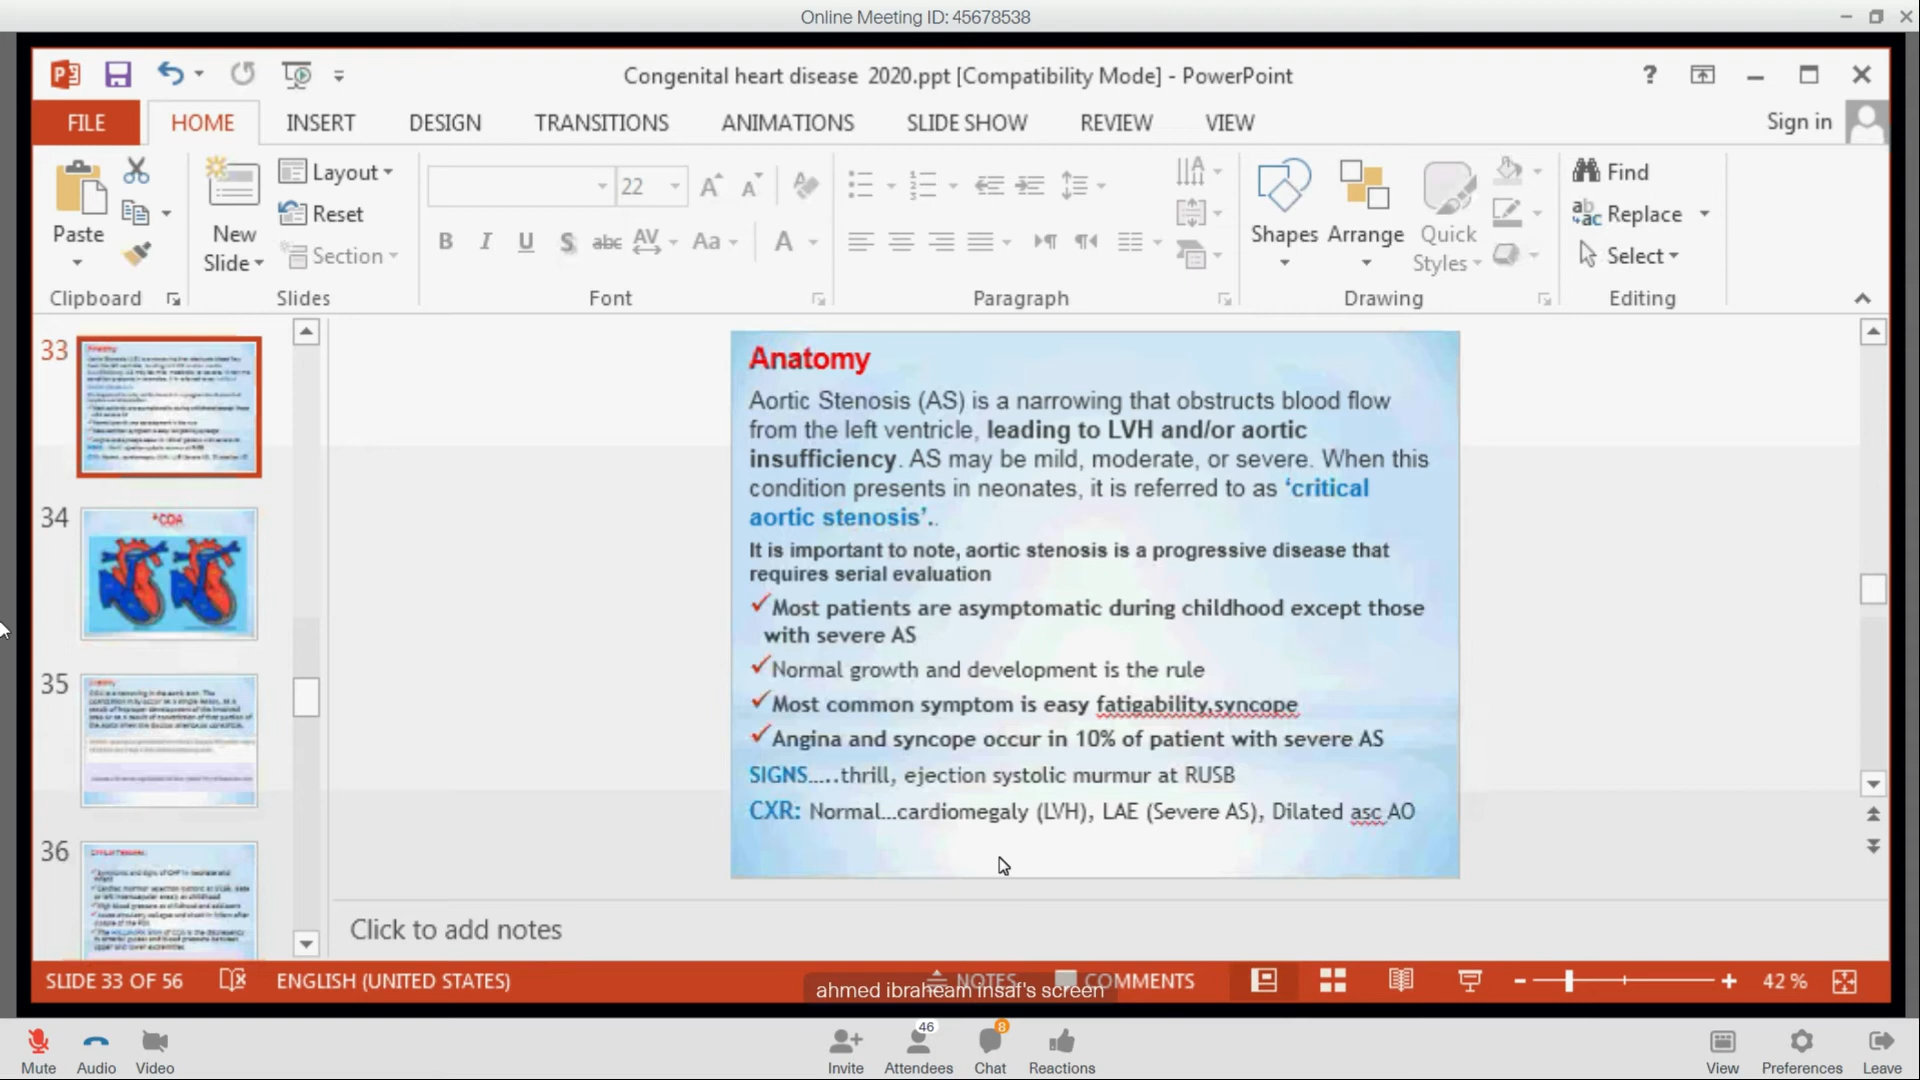 Online Meeting ID: 45678538
Congenital heart disease 2020.ppt [Compatibility Mode] - PowerPoint
FILE HOME INSERT DESIGN TRANSITIONS ANIMATIONS SLIDE SHOW REVIEW VIEW Sign in
Paste
New Slide
Layout
Reset
Section
22
Shapes Arrange Quick Styles
Find
Replace
Select
Clipboard Slides Font Paragraph Drawing Editing
33
34
*COA
35
36
Anatomy
Aortic Stenosis (AS) is a narrowing that obstructs blood flow
from the left ventricle, leading to LVH and/or aortic
insufficiency. AS may be mild, moderate, or severe. When this
condition presents in neonates, it is referred to as ‘critical
aortic stenosis’..
It is important to note, aortic stenosis is a progressive disease that
requires serial evaluation
✓Most patients are asymptomatic during childhood except those
with severe AS
✓Normal growth and development is the rule
✓Most common symptom is easy fatigability,syncope
✓Angina and syncope occur in 10% of patient with severe AS
SIGNS.....thrill, ejection systolic murmur at RUSB
CXR: Normal...cardiomegaly (LVH), LAE (Severe AS), Dilated asc AO
Click to add notes
SLIDE 33 OF 56 ENGLISH (UNITED STATES) NOTES COMMENTS 42 %
ahmed ibraheam insaf's screen
Mute Audio Video Invite 46 Attendees 8 Chat Reactions View Preferences Leave